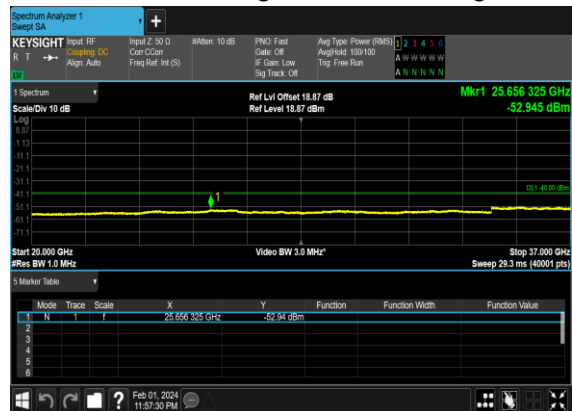 Spectrum Analyzer 1
Swept SA
+
KEYSIGHT Input: RF Input Z: 50 Ω #Atten: 10 dB PNO: Fast Avg Type: Power (RMS) 1 2 3 4 5 6
R T Coupling: DC Corr CCorr Gate: Off Avg|Hold: 100/100 A W W W W W
Align: Auto Freq Ref: Int (S) IF Gain: Low Trig: Free Run
LXI Sig Track: Off A N N N N N
1 Spectrum Ref Lvl Offset 18.87 dB Mkr1 25.656 325 GHz
Scale/Div 10 dB Ref Level 18.87 dBm -52.945 dBm
Log
8.87
-1.13
-11.1
-21.1
-31.1
DL1 -40.00 dBm
-41.1
1
-51.1
-61.1
-71.1
Start 20.000 GHz Video BW 3.0 MHz* Stop 37.000 GHz
#Res BW 1.0 MHz Sweep 29.3 ms (40001 pts)
5 Marker Table
Mode Trace Scale X Y Function Function Width Function Value
1 N 1 f 25.656 325 GHz -52.94 dBm
2
3
4
5
6
? Feb 01, 2024
11:57:30 PM